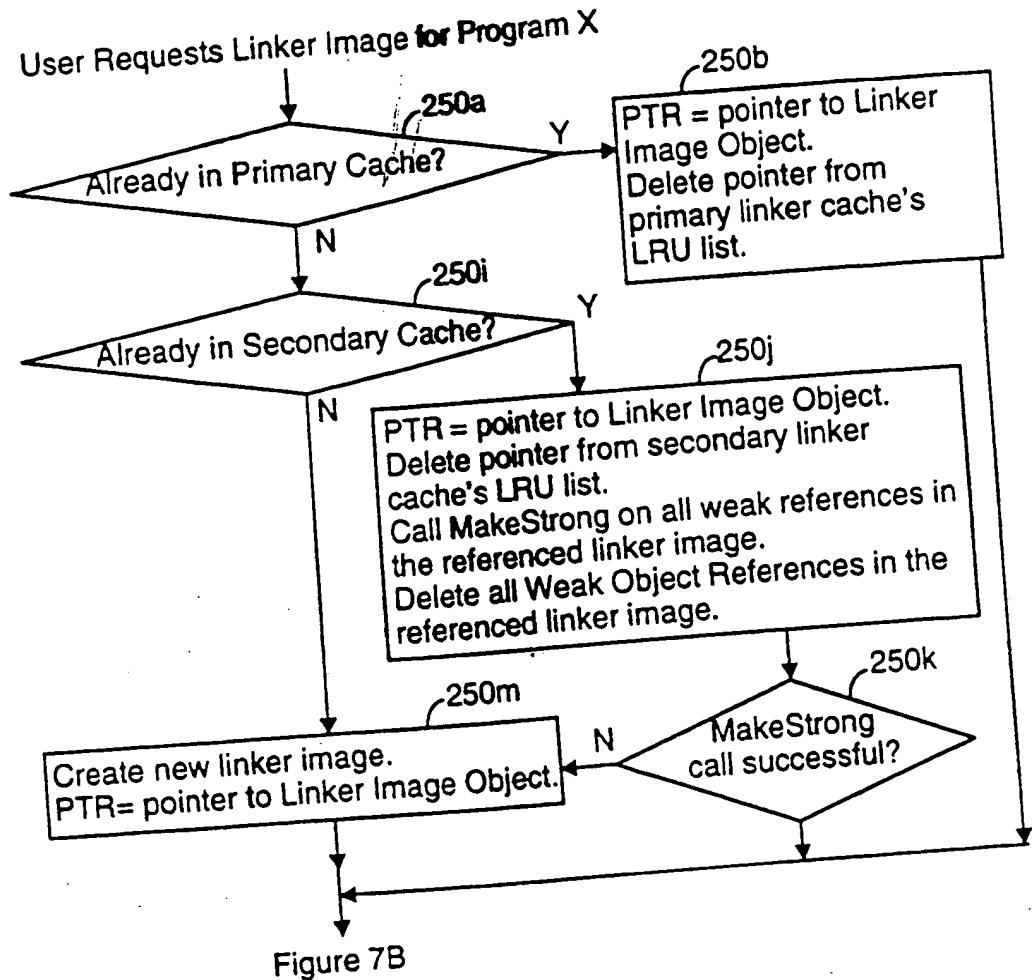 User Requests Linker Image for Program X
250a
Already in Primary Cache?
Y
N
250b
PTR = pointer to Linker
Image Object.
Delete pointer from
primary linker cache's
LRU list.
250i
Already in Secondary Cache?
Y
N
250j
PTR = pointer to Linker Image Object.
Delete pointer from secondary linker
cache's LRU list.
Call MakeStrong on all weak references in
the referenced linker image.
Delete all Weak Object References in the
referenced linker image.
250k
MakeStrong
call successful?
N
250m
Create new linker image.
PTR= pointer to Linker Image Object.
Figure 7B